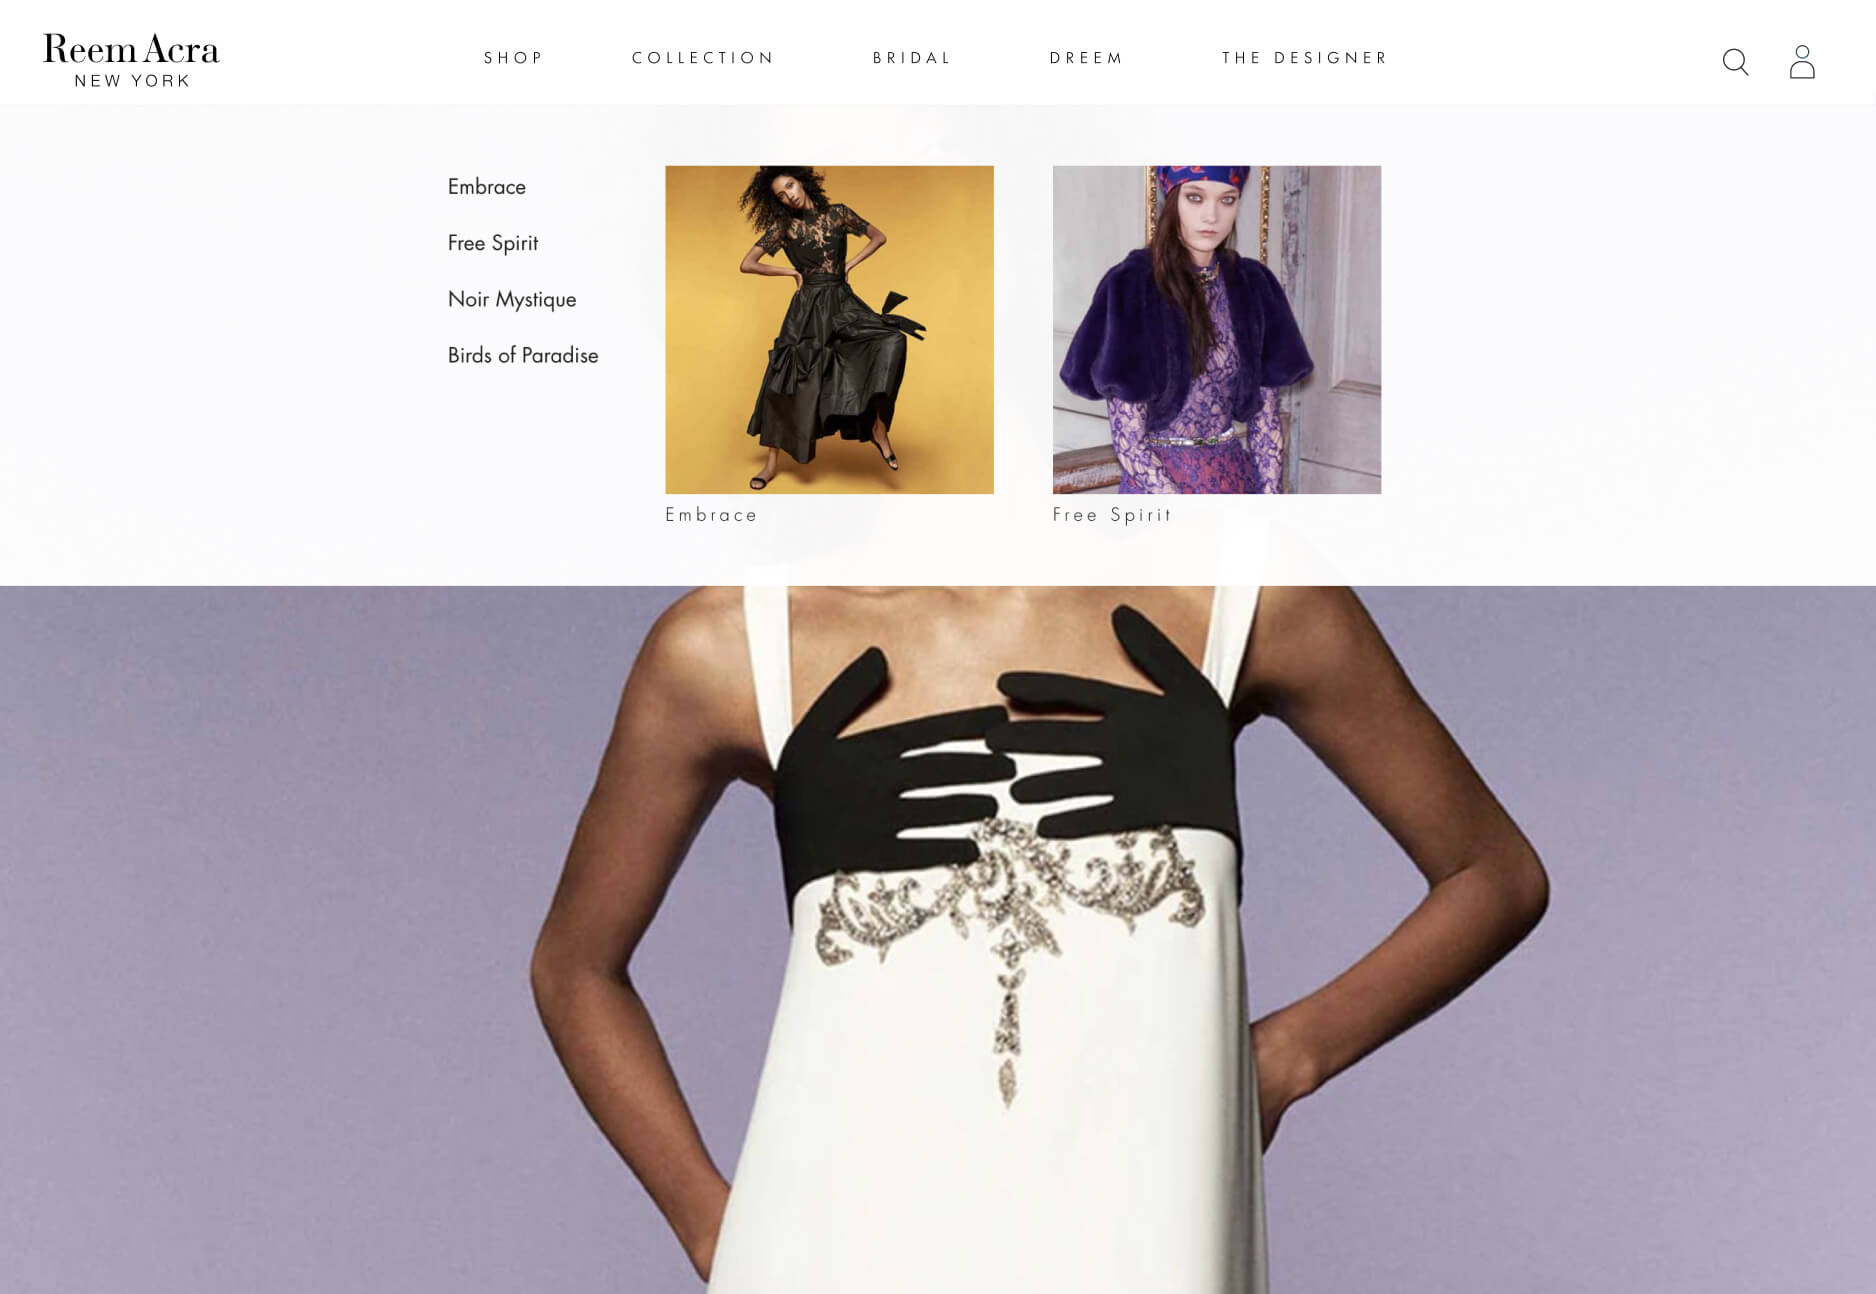 Reem Acra
NEW YORK
SHOP
COLLECTION
BRIDAL
DREEM
THE DESIGNER
Embrace
Free Spirit
Noir Mystique
Birds of Paradise
Embrace
Free Spirit